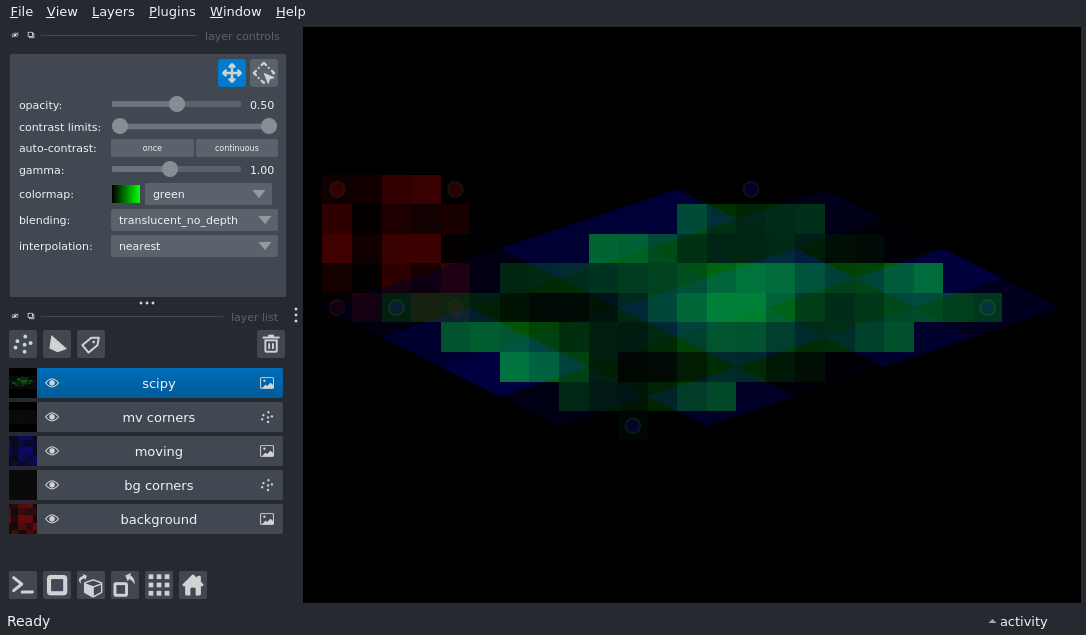 File View Layers Plugins Window Help
layer controls
opacity: 0.50
contrast limits:
auto-contrast: once continuous
gamma: 1.00
colormap: green
blending: translucent_no_depth
interpolation: nearest
layer list
scipy
mv corners
moving
bg corners
background
Ready
activity